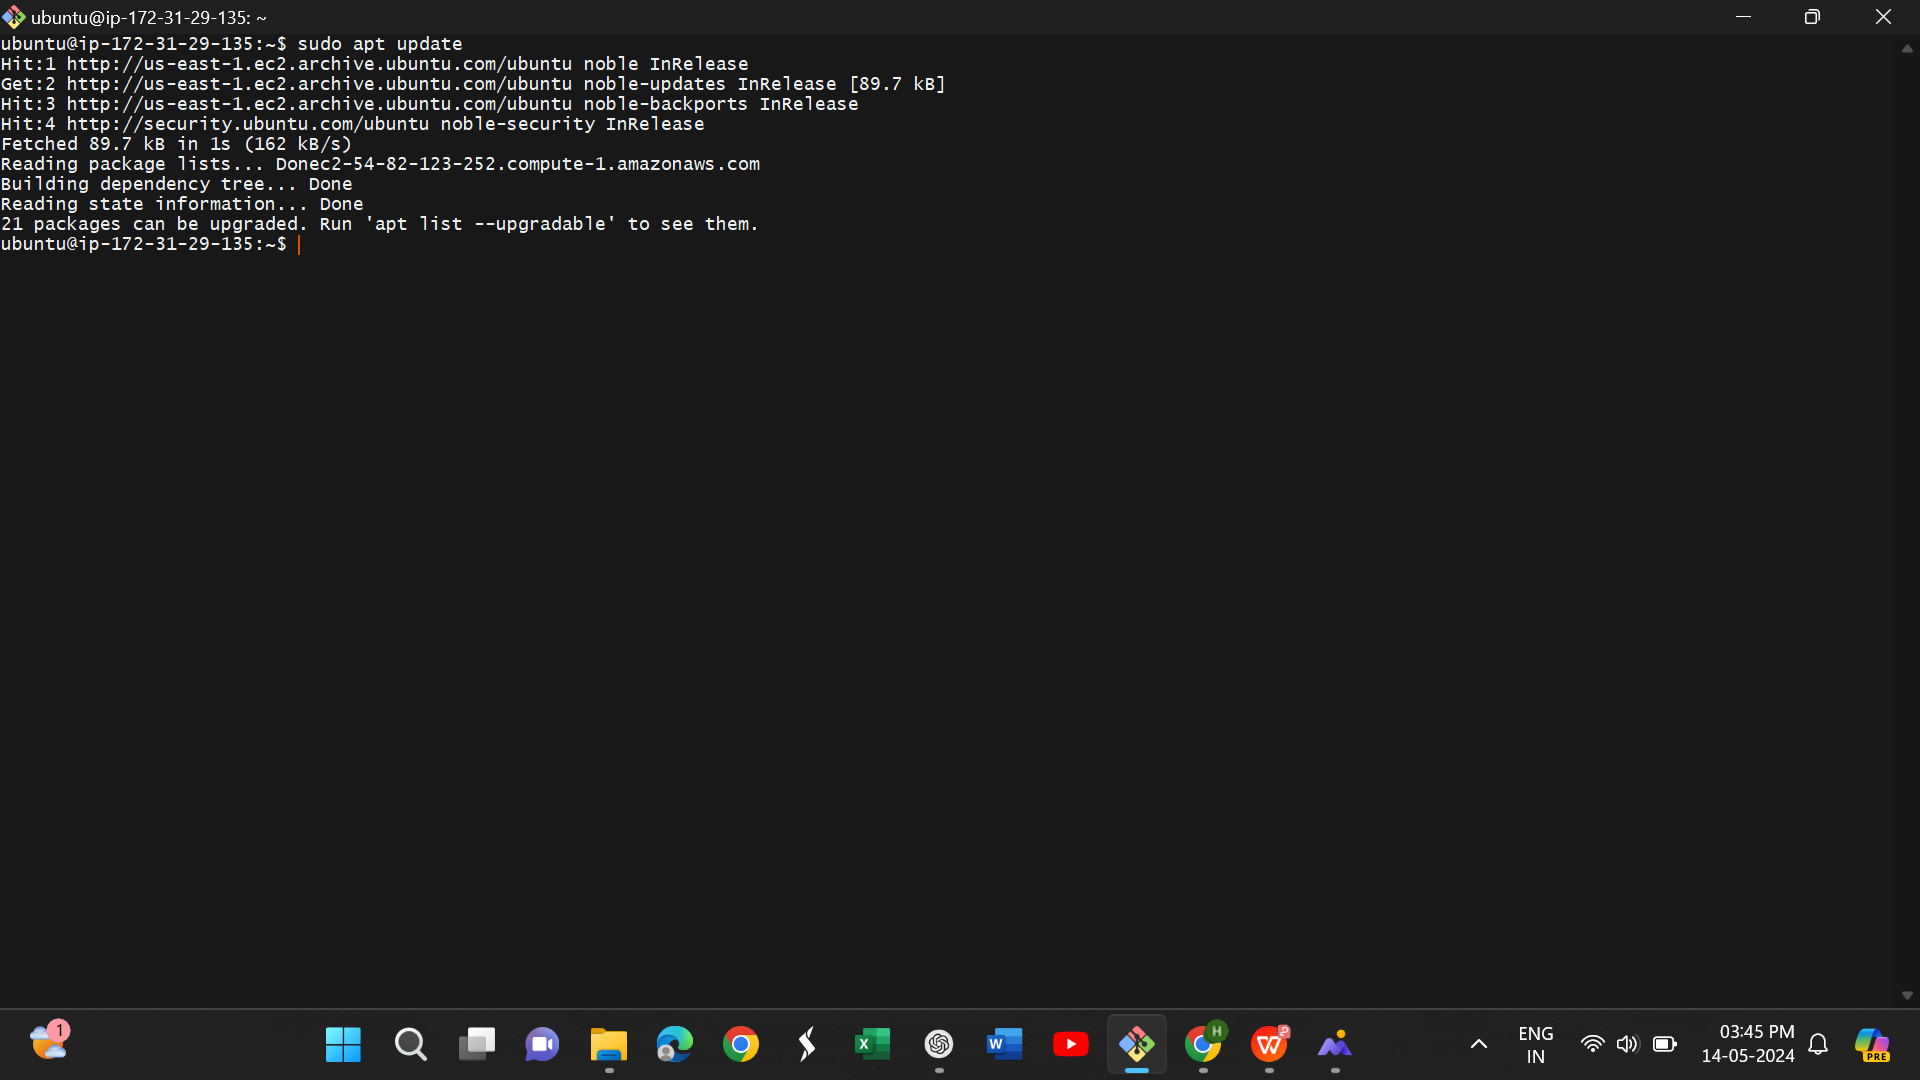 ubuntu@ip-172-31-29-135: ~
ubuntu@ip-172-31-29-135:~$ sudo apt update
Hit:1 http://us-east-1.ec2.archive.ubuntu.com/ubuntu noble InRelease
Get:2 http://us-east-1.ec2.archive.ubuntu.com/ubuntu noble-updates InRelease [89.7 kB]
Hit:3 http://us-east-1.ec2.archive.ubuntu.com/ubuntu noble-backports InRelease
Hit:4 http://security.ubuntu.com/ubuntu noble-security InRelease
Fetched 89.7 kB in 1s (162 kB/s)
Reading package lists... Donec2-54-82-123-252.compute-1.amazonaws.com
Building dependency tree... Done
Reading state information... Done
21 packages can be upgraded. Run 'apt list --upgradable' to see them.
ubuntu@ip-172-31-29-135:~$
1
H
ENG
IN
03:45 PM
14-05-2024
PRE